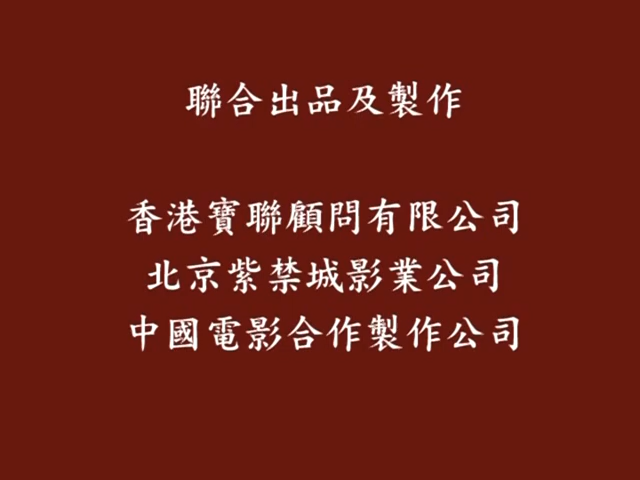 聯合出品及製作
香港寶聯顧問有限公司
北京紫禁城影業公司
中國電影合作製作公司